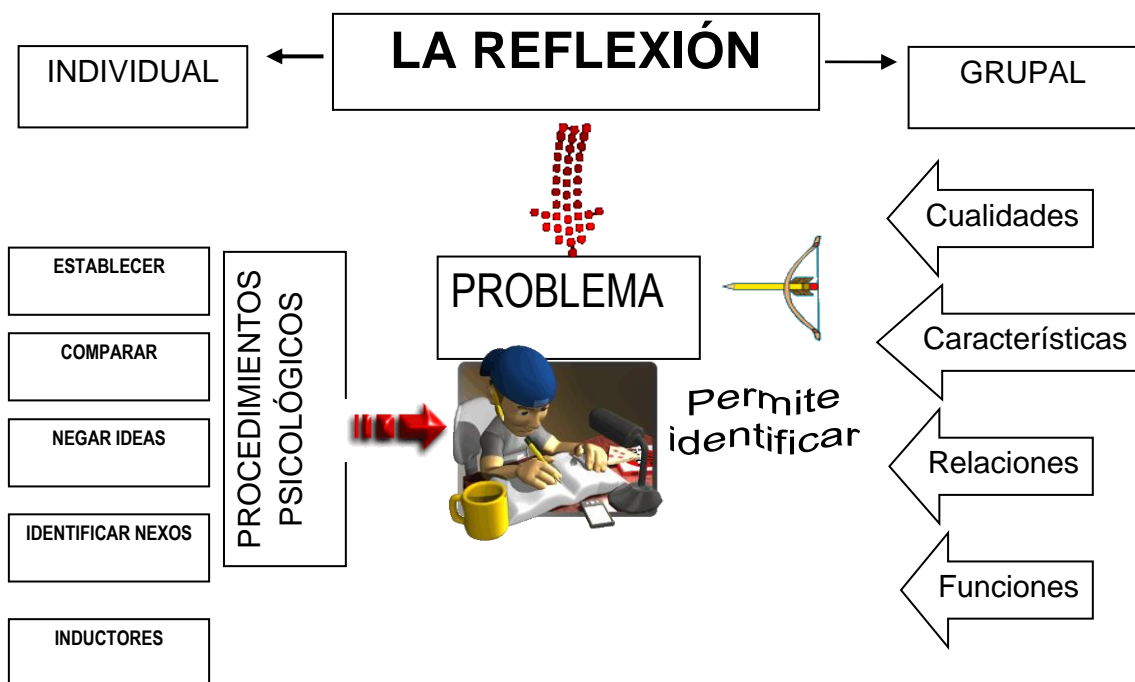 LA REFLEXIÓN
INDIVIDUAL
GRUPAL
Cualidades
ESTABLECER
PROCEDIMIENTOS
PSICOLÓGICOS
PROBLEMA
COMPARAR
Características
Permite
identificar
NEGAR IDEAS
Relaciones
IDENTIFICAR NEXOS
Funciones
INDUCTORES